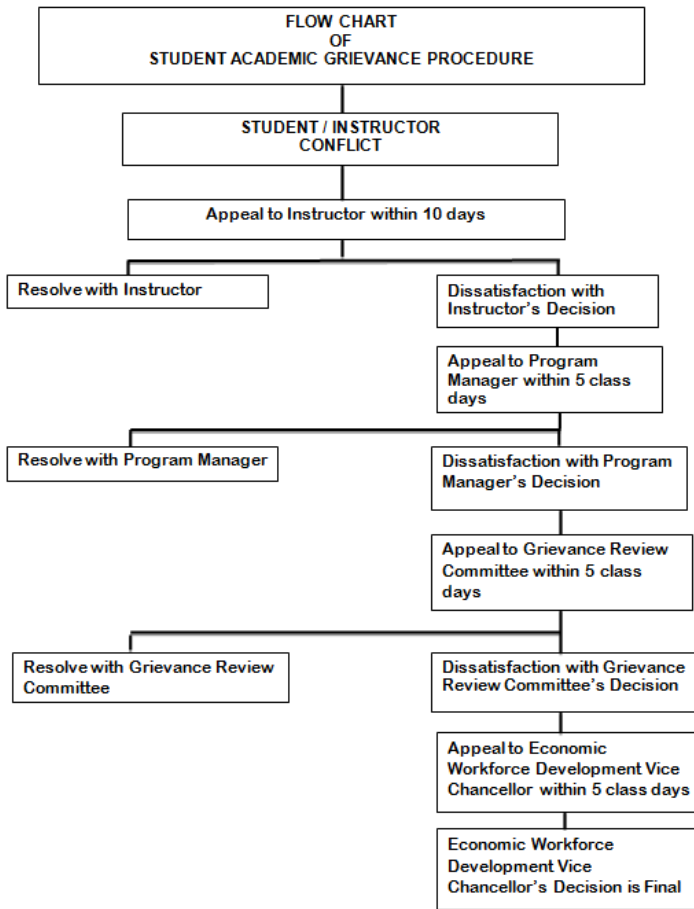 FLOW CHART
OF
STUDENT ACADEMIC GRIEVANCE PROCEDURE
STUDENT / INSTRUCTOR
CONFLICT
Appeal to Instructor within 10 days
Resolve with Instructor
Dissatisfaction with
Instructor's Decision
Appeal to Program
Manager within 5 class
days
Resolve with Program Manager
Dissatisfaction with Program
Manager's Decision
Appeal to Grievance Review
Committee within 5 class
days
Resolve with Grievance Review
Committee
Dissatisfaction with Grievance
Review Committee's Decision
Appeal to Economic
Workforce Development Vice
Chancellor within 5 class days
Economic Workforce
Development Vice
Chancellor's Decision is Final